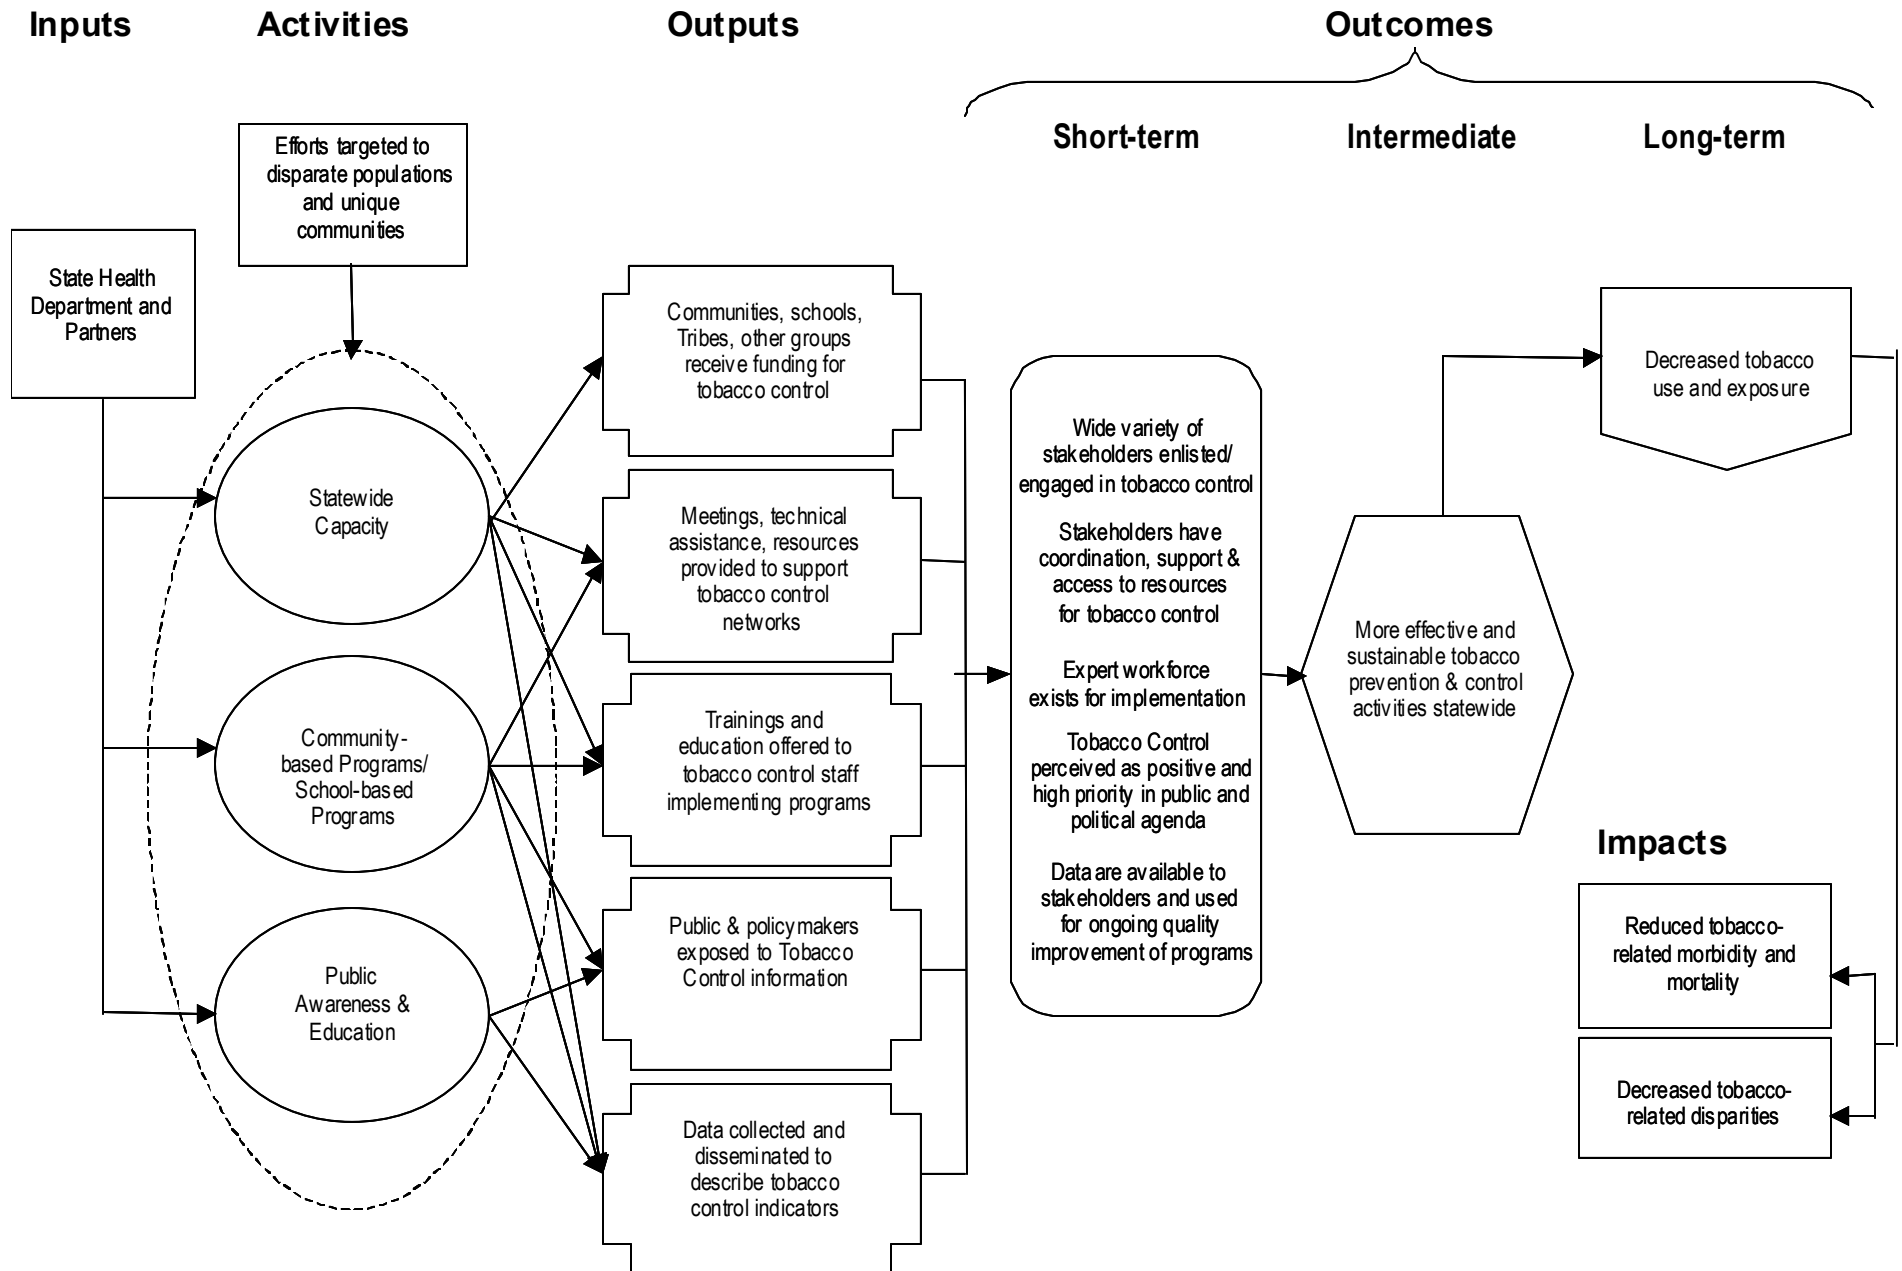 Inputs
Activities
Outputs
Outcomes
Short-term
Intermediate
Long-term
Efforts targeted to
disparate populations
and unique
communities
State Health
Department and
Partners
Statewide
Capacity
Community-
based Programs/
School-based
Programs
Public
Awareness &
Education
Communities, schools,
Tribes, other groups
receive funding for
tobacco control
Meetings, technical
assistance, resources
provided to support
tobacco control
networks
Trainings and
education offered to
tobacco control staff
implementing programs
Public & policymakers
exposed to Tobacco
Control information
Data collected and
disseminated to
describe tobacco
control indicators
Wide variety of
stakeholders enlisted/
engaged in tobacco control
Stakeholders have
coordination, support &
access to resources
for tobacco control
Expert workforce
exists for implementation
Tobacco Control
perceived as positive and
high priority in public and
political agenda
Data are available to
stakeholders and used
for ongoing quality
improvement of programs
More effective and
sustainable tobacco
prevention & control
activities statewide
Decreased tobacco
use and exposure
Impacts
Reduced tobacco-
related morbidity and
mortality
Decreased tobacco-
related disparities